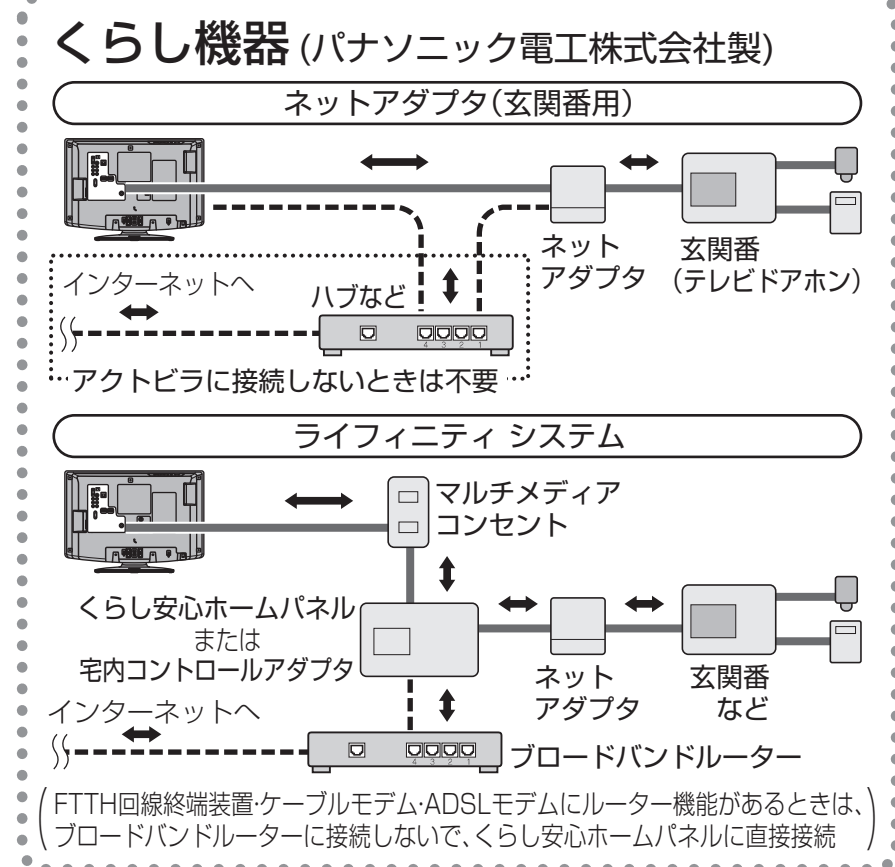 くらし機器 (パナソニック電工株式会社製)
ネットアダプタ(玄関番用)
ネット
アダプタ
玄関番
(テレビドアホン)
インターネットへ
ハブなど
4 3 2 1
アクトビラに接続しないときは不要
ライフィニティ システム
マルチメディア
コンセント
くらし安心ホームパネル
または
宅内コントロールアダプタ
ネット
アダプタ
玄関番
など
インターネットへ
4 3 2 1
ブロードバンドルーター
(FTTH回線終端装置・ケーブルモデム・ADSLモデムにルーター機能があるときは、
ブロードバンドルーターに接続しないで、くらし安心ホームパネルに直接接続)